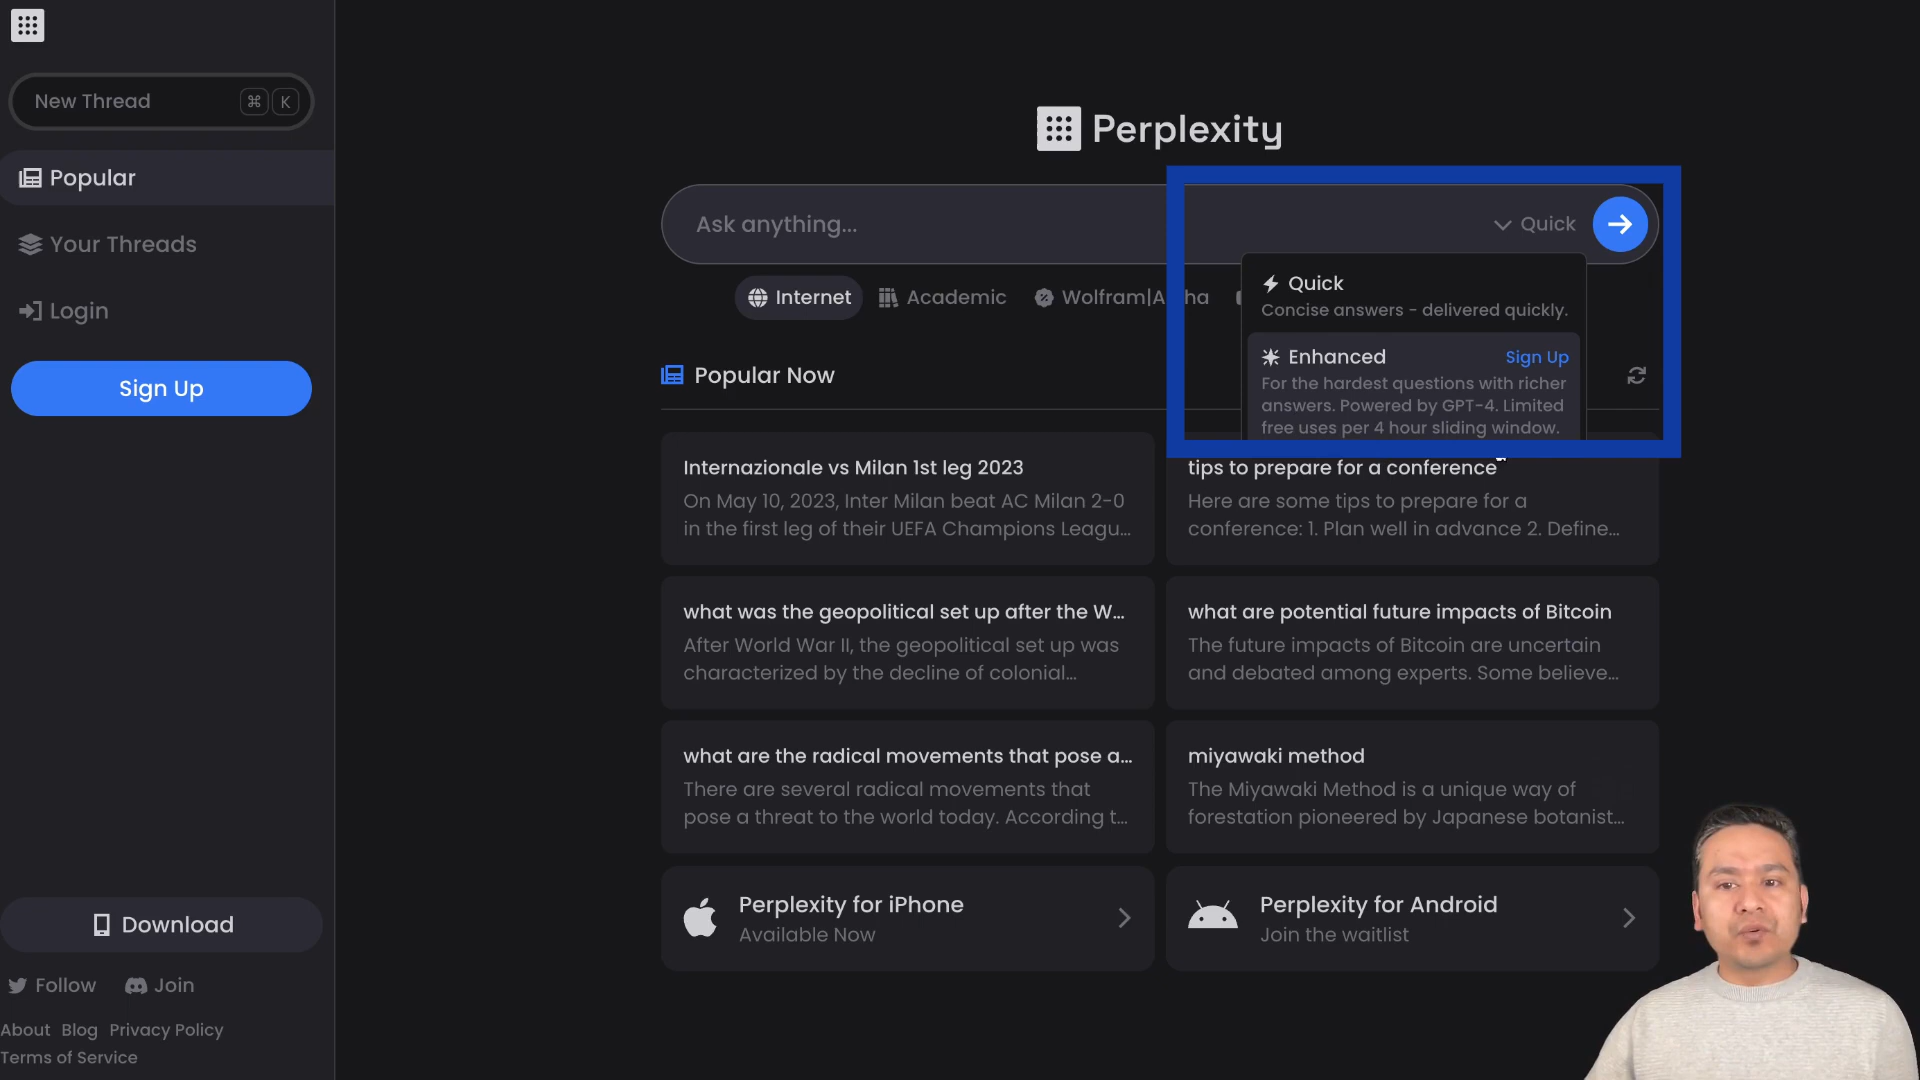 New Thread ⌘ K
Popular
Your Threads
Login
Sign Up
Download
Follow Join
About Blog Privacy Policy
Terms of Service
Perplexity
Ask anything...
Quick
Internet Academic Wolfram|A ha
Quick
Concise answers - delivered quickly.
Enhanced Sign Up
For the hardest questions with richer
answers. Powered by GPT-4. Limited
free uses per 4 hour sliding window.
Popular Now
Internazionale vs Milan 1st leg 2023
On May 10, 2023, Inter Milan beat AC Milan 2-0
in the first leg of their UEFA Champions Leagu...
tips to prepare for a conference
Here are some tips to prepare for a
conference: 1. Plan well in advance 2. Define...
what was the geopolitical set up after the W...
After World War II, the geopolitical set up was
characterized by the decline of colonial...
what are potential future impacts of Bitcoin
The future impacts of Bitcoin are uncertain
and debated among experts. Some believe...
what are the radical movements that pose a...
There are several radical movements that
pose a threat to the world today. According t...
miyawaki method
The Miyawaki Method is a unique way of
forestation pioneered by Japanese botanist...
Perplexity for iPhone
Available Now
Perplexity for Android
Join the waitlist